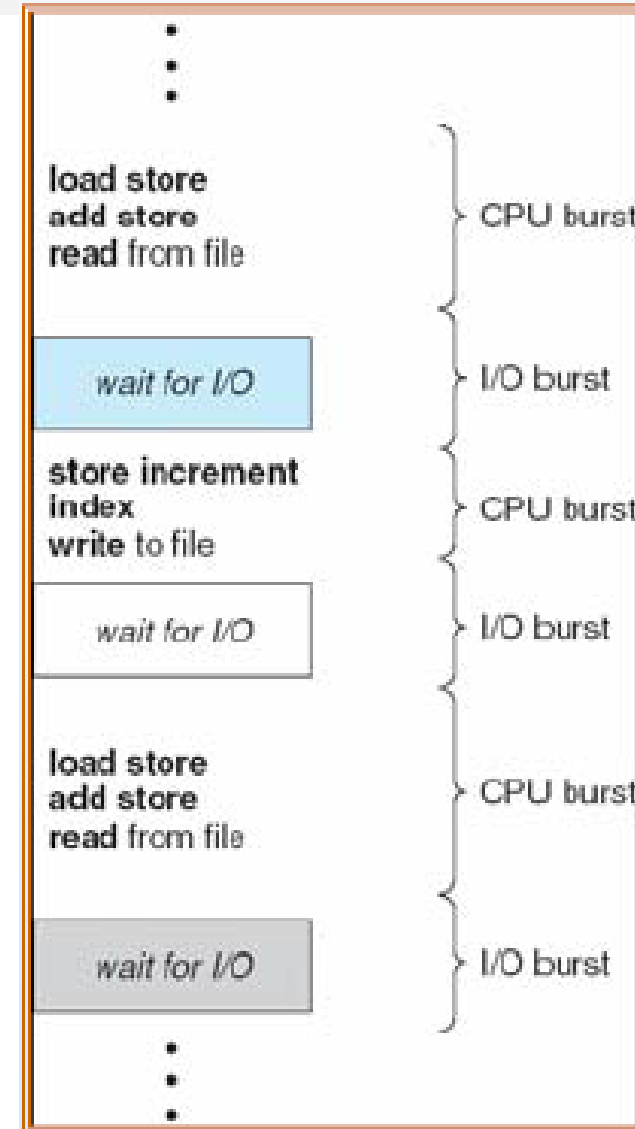 load store
add store
read from file
CPU burst
wait for I/O
I/O burst
store increment
index
write to file
CPU burst
wait for I/O
I/O burst
load store
add store
read from file
CPU burst
wait for I/O
I/O burst